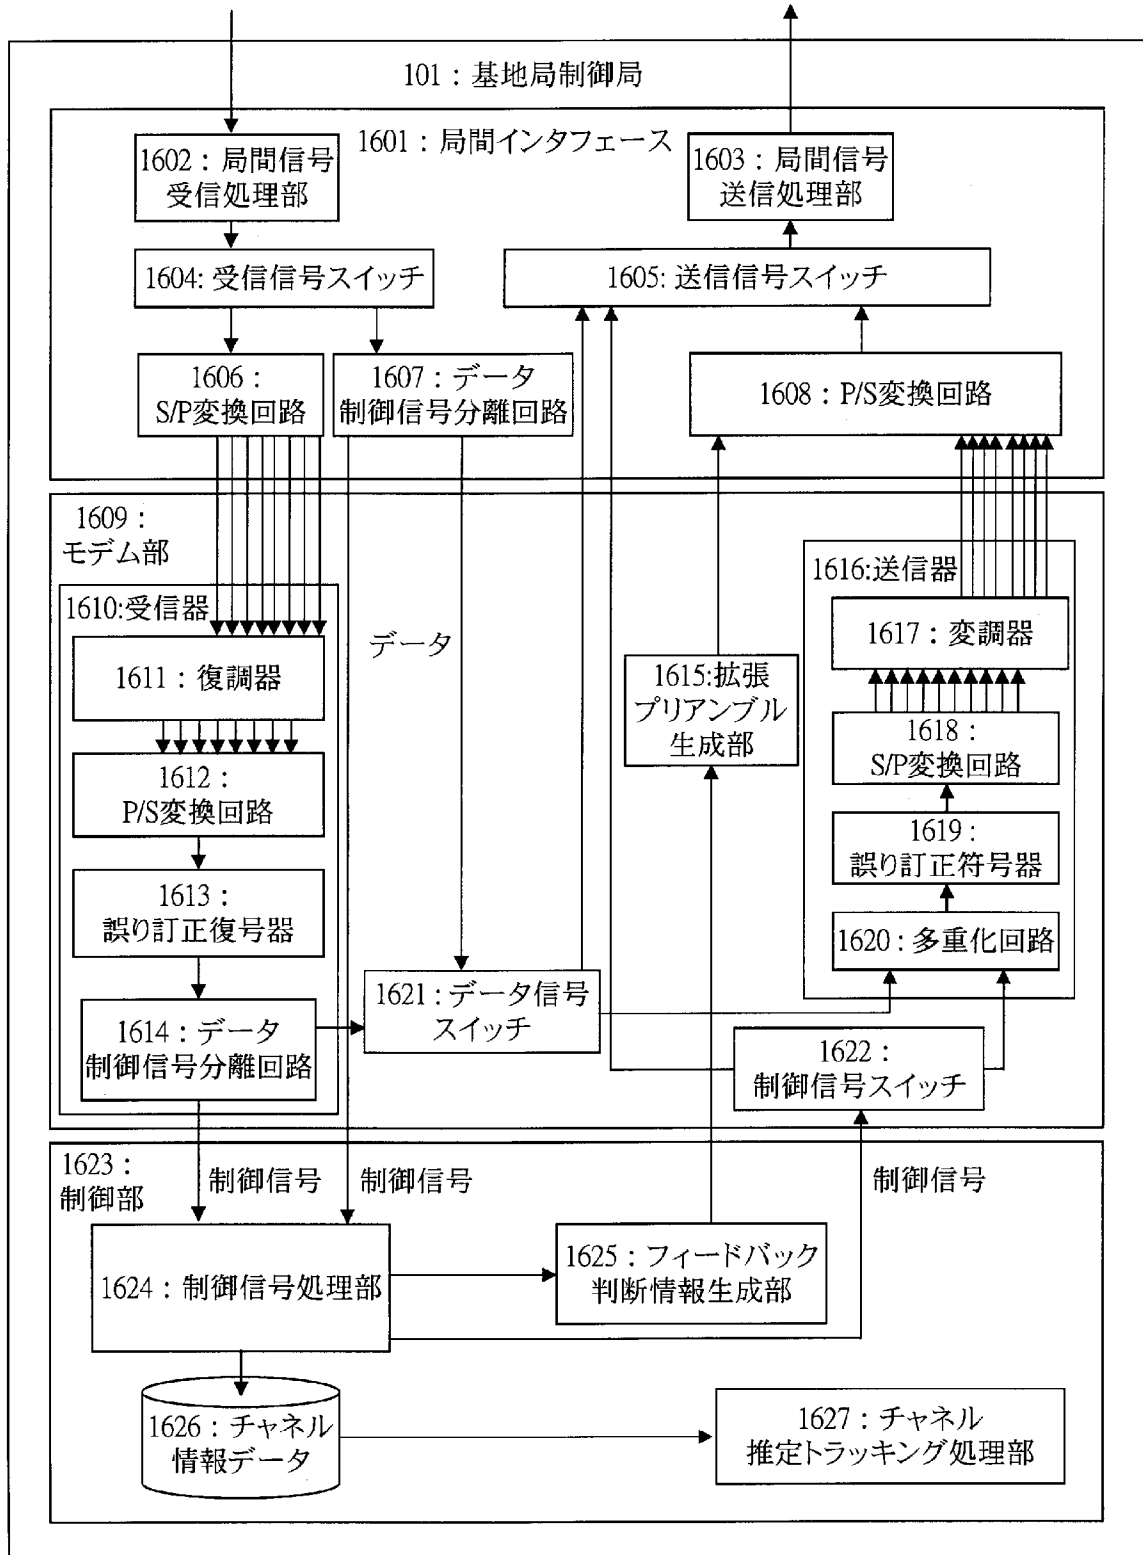 101：基地局制御局
1601：局間インタフェース
1602：局間信号
受信処理部
1603：局間信号
送信処理部
1604: 受信信号スイッチ
1605: 送信信号スイッチ
1606：
S/P変換回路
1607：データ
制御信号分離回路
1608：P/S変換回路
1609：
モデム部
1610:受信器
1611：復調器
1612：
P/S変換回路
1613：
誤り訂正復号器
1614：データ
制御信号分離回路
データ
1615:拡張
プリアンブル
生成部
1616:送信器
1617：変調器
1618：
S/P変換回路
1619：
誤り訂正符号器
1620：多重化回路
1621：データ信号
スイッチ
1622：
制御信号スイッチ
1623：
制御部
制御信号
制御信号
制御信号
1624：制御信号処理部
1625：フィードバック
判断情報生成部
1626：チャネル
情報データ
1627：チャネル
推定トラッキング処理部